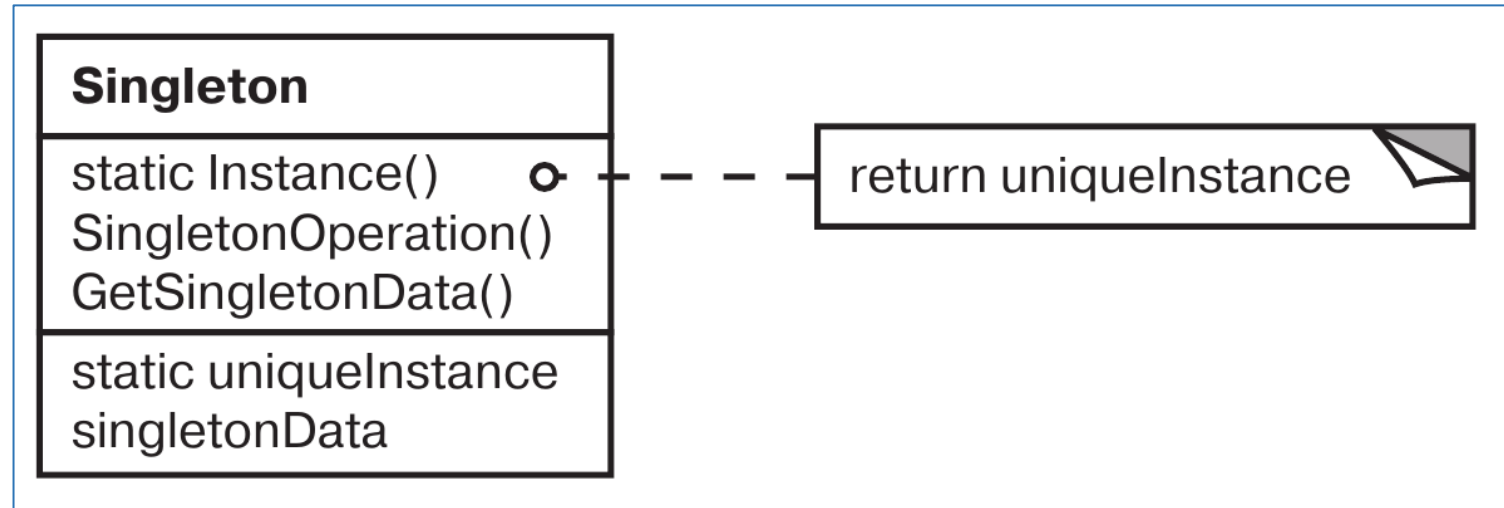 Singleton
static Instance()
return uniqueInstance
SingletonOperation()
GetSingletonData()
static uniqueInstance
singletonData